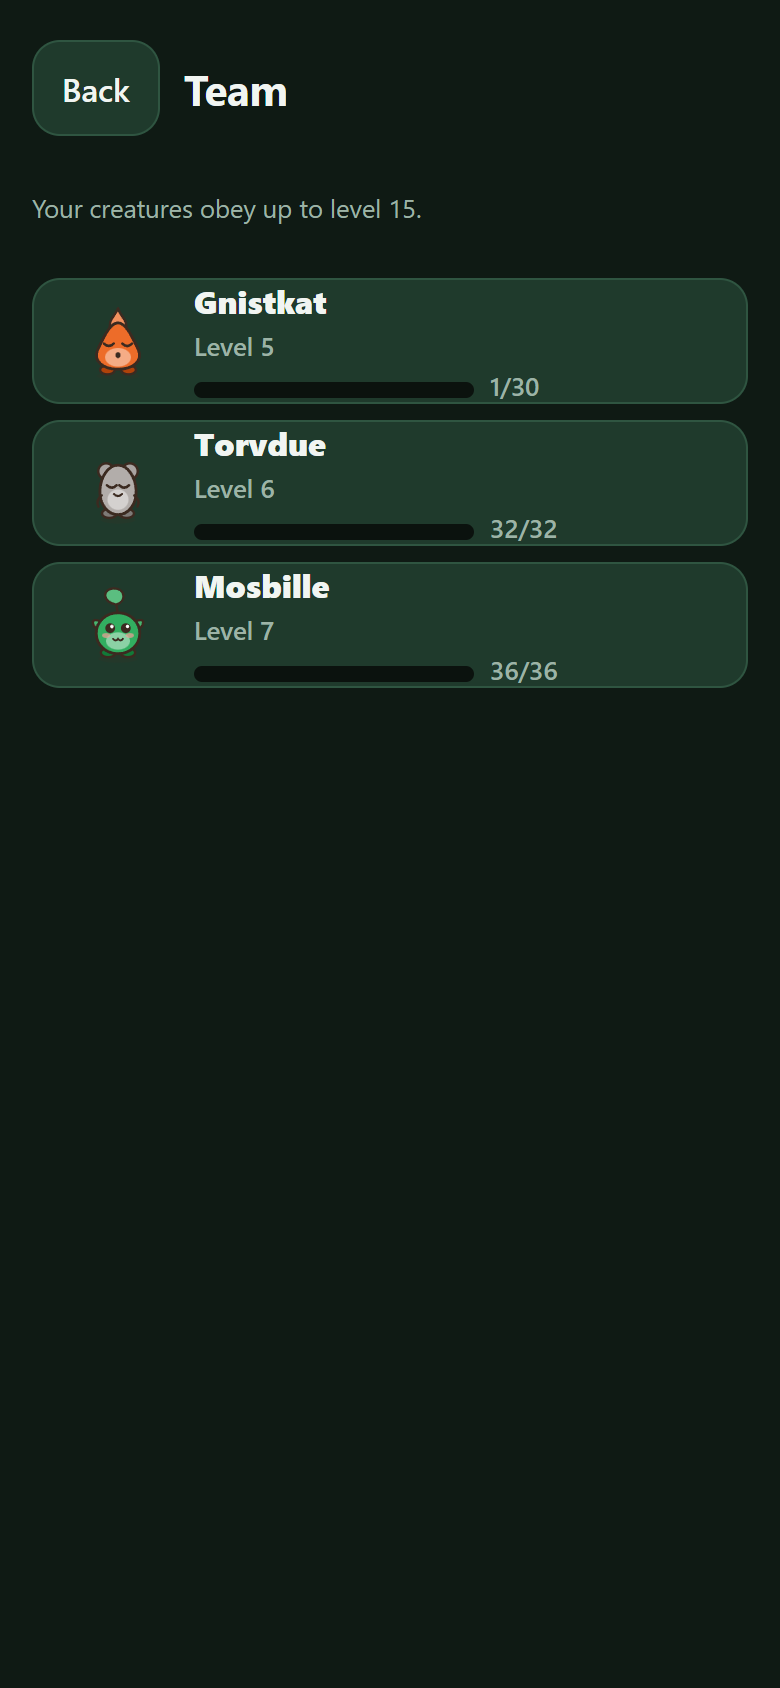 Back
Team
Your creatures obey up to level 15.
Gnistkat
Level 5
1/30
Torvdue
Level 6
32/32
Mosbille
Level 7
36/36